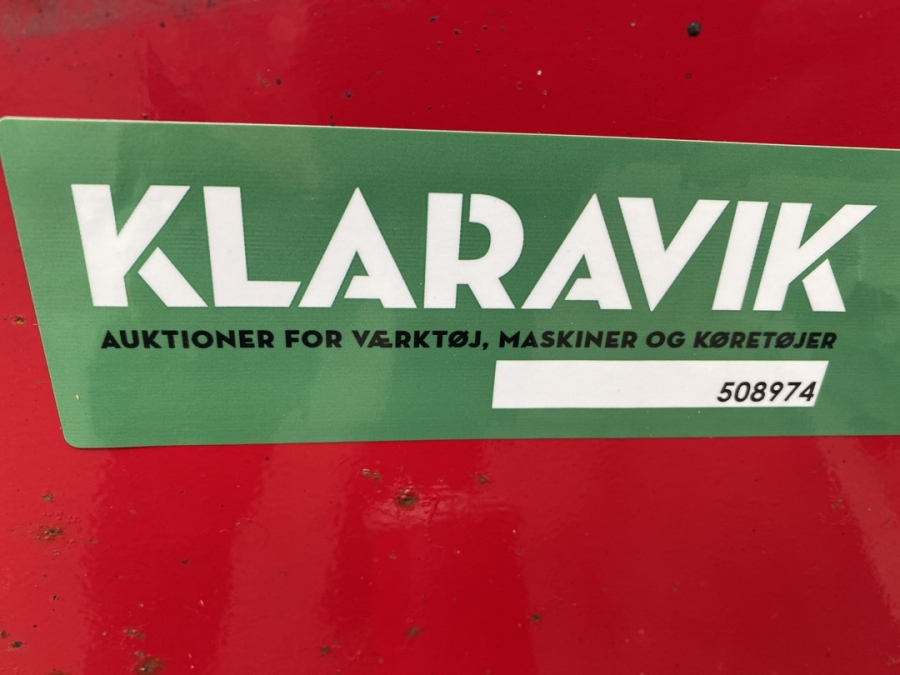 KLARAVIK
AUKTIONER FOR VÆRKTØJ, MASKINER OG KØRETØJER
508974